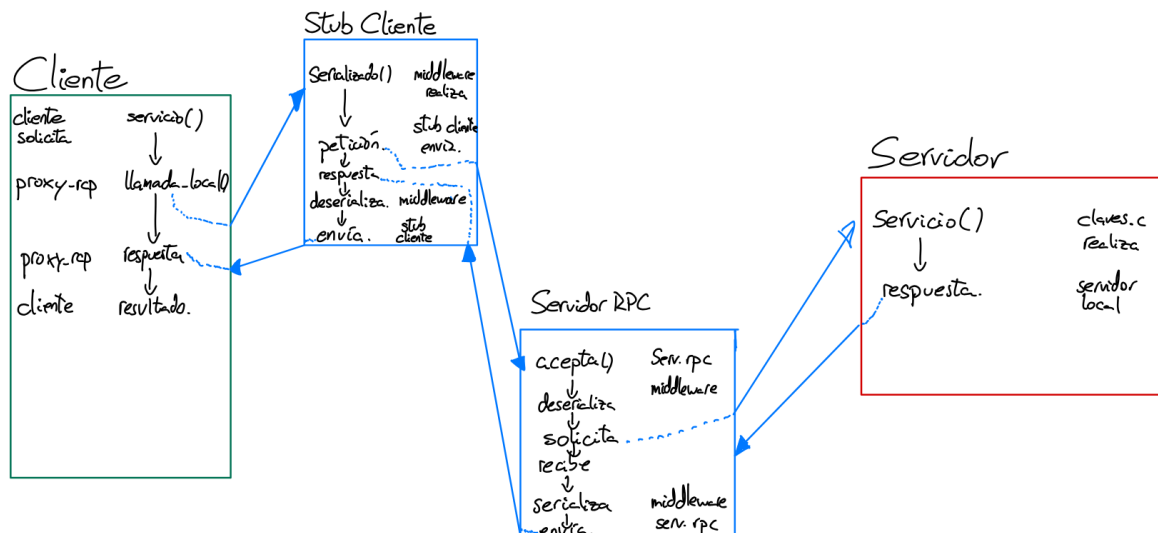 Stub Cliente
Serializado() middleware
realiza
petición. stub cliente
envia.
respuesta
deserializa. middleware
envía. stub
cliente
Cliente
cliente servicio()
solicita
proxy-rcp llamada_local()
proxy-rcp respuesta
cliente resultado.
Servidor RPC
acepta() Serv. rpc
middleware
deserializa
solicita
recibe
serializa middleware
envía. serv. rpc
Servidor
Servicio() claves.c
realiza
respuesta. servidor
local